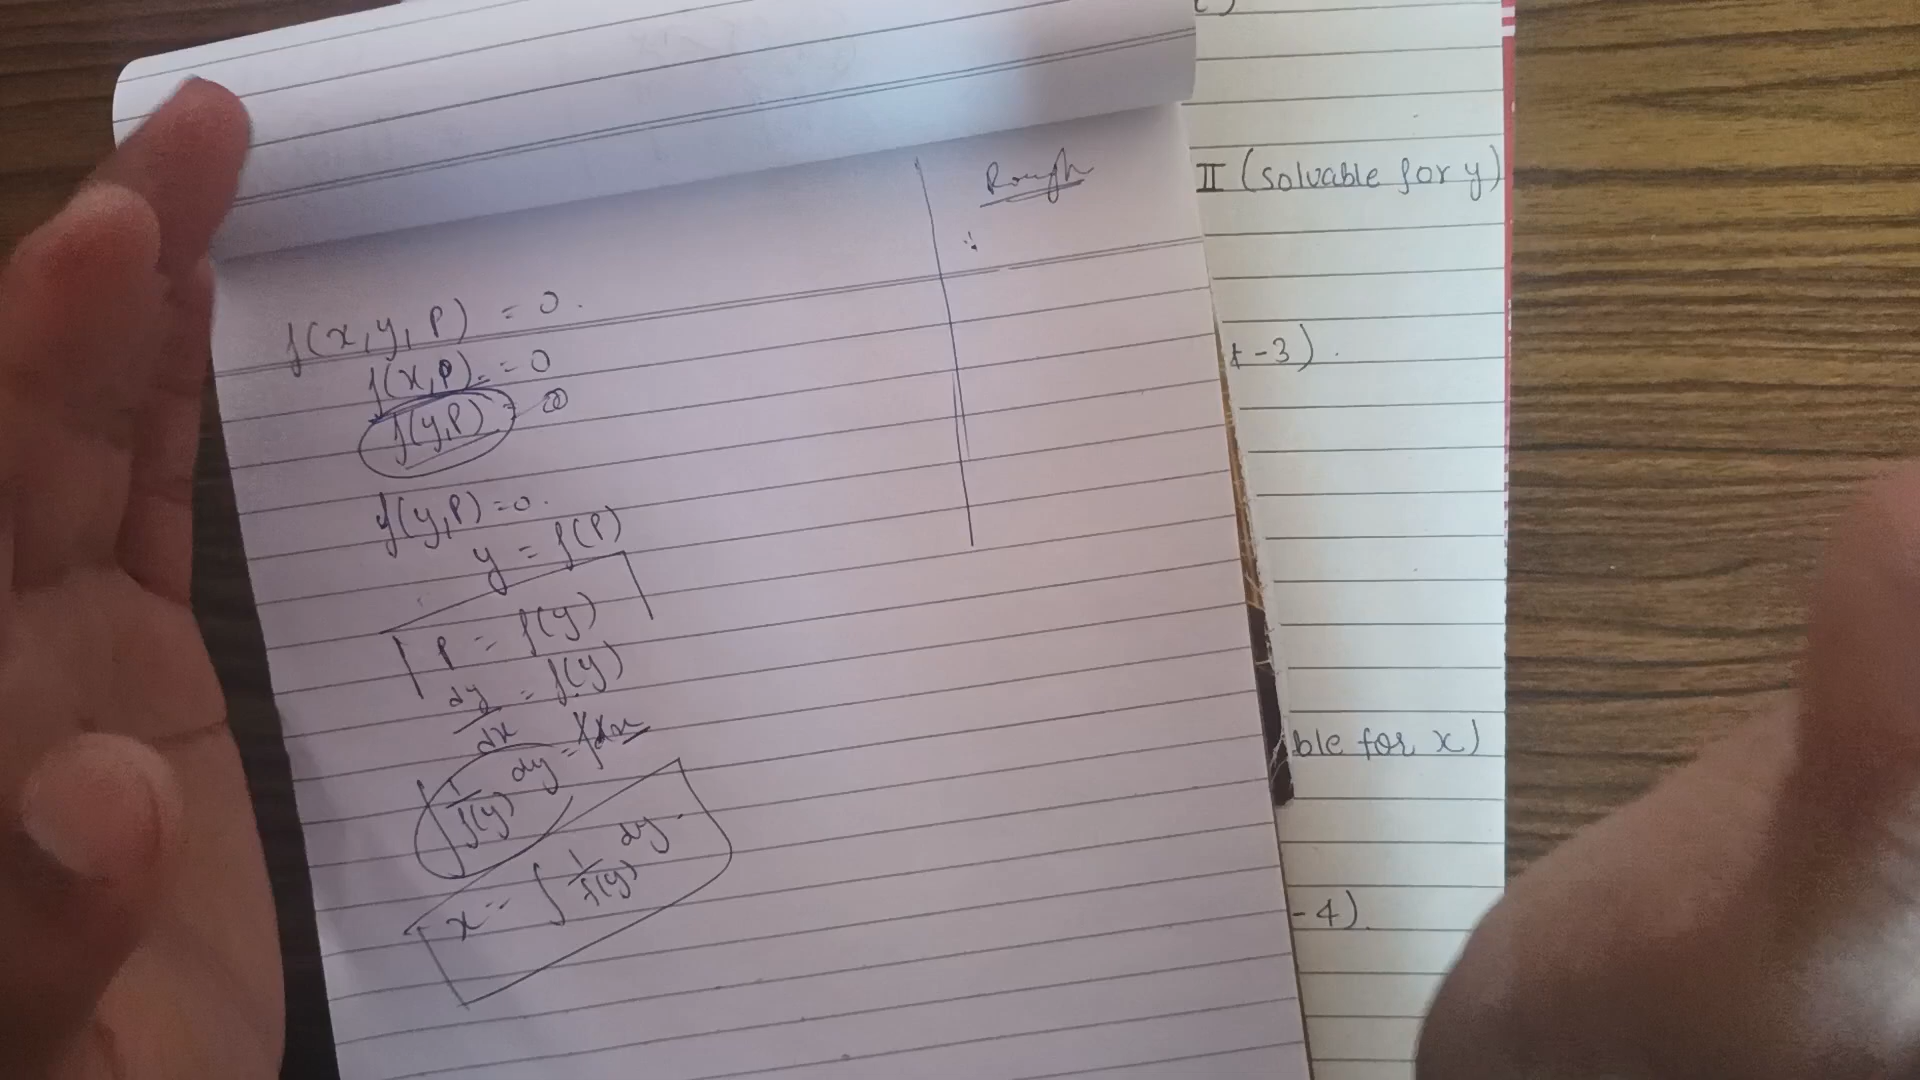 f(x,y,P) = 0.
f(x,P) = 0
f(y,P) = 0
f(y,P) = 0.
y = f(P)
P = f(y)
dy/dx = f(y)
∫ 1/f(y) dy = ∫dx
x = ∫ 1/f(y) dy.
Rough
II (solvable for y)
-3).
ble for x)
-4).